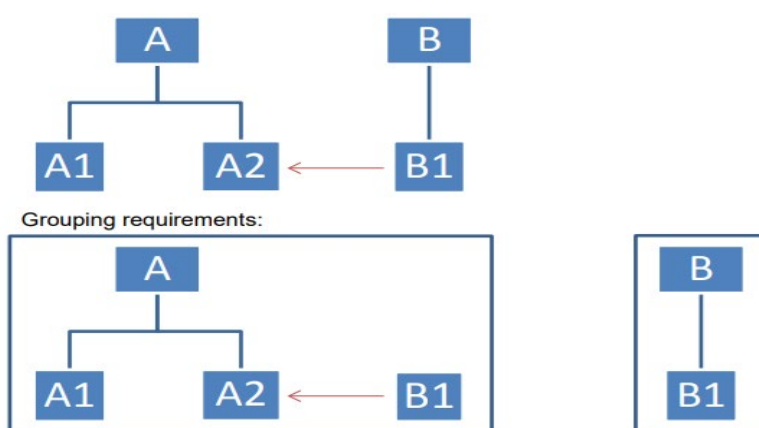 A B
A1 A2 B1
Grouping requirements:
A B
A1 A2 B1 B1